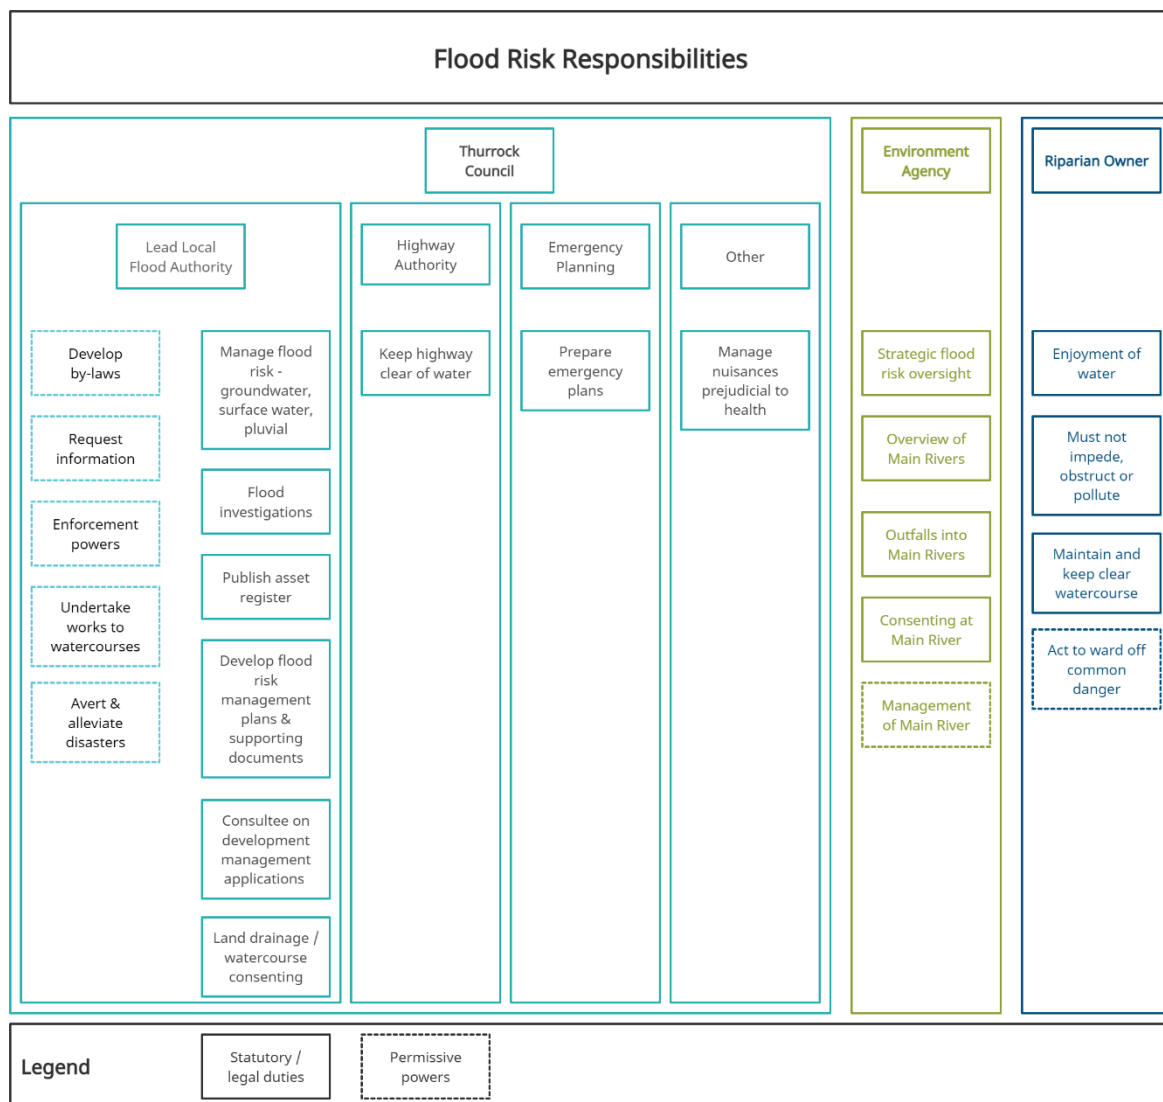 Flood Risk Responsibilities
Thurrock
Council
Lead Local
Flood Authority
Develop
by-laws
Request
information
Enforcement
powers
Undertake
works to
watercourses
Avert &
alleviate
disasters
Manage flood
risk -
groundwater,
surface water,
pluvial
Flood
investigations
Publish asset
register
Develop flood
risk
management
plans &
supporting
documents
Consultee on
development
management
applications
Land drainage /
watercourse
consenting
Highway
Authority
Keep highway
clear of water
Emergency
Planning
Prepare
emergency
plans
Other
Manage
nuisances
prejudicial to
health
Environment
Agency
Strategic flood
risk oversight
Overview of
Main Rivers
Outfalls into
Main Rivers
Consenting at
Main River
Management
of Main River
Riparian Owner
Enjoyment of
water
Must not
impede,
obstruct or
pollute
Maintain and
keep clear
watercourse
Act to ward off
common
danger
Legend
Statutory /
legal duties
Permissive
powers